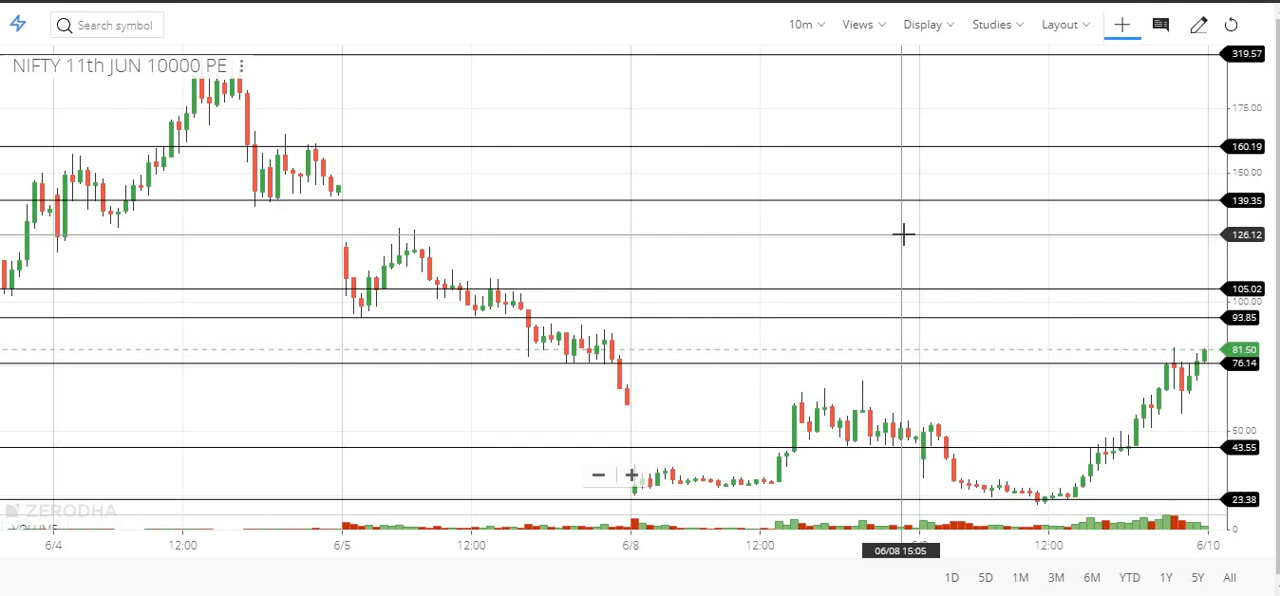 Search symbol
10m Views Display Studies Layout
NIFTY 11th JUN 10000 PE
319.57
175.00
160.19
150.00
139.35
126.12
105.02
100.00
93.85
81.50
76.14
50.00
43.55
23.38
ZERODHA
VOLUME
0
6/4 12:00 6/5 12:00 6/8 12:00 12:00 6/10
06/08 15:05
1D 5D 1M 3M 6M YTD 1Y 5Y All